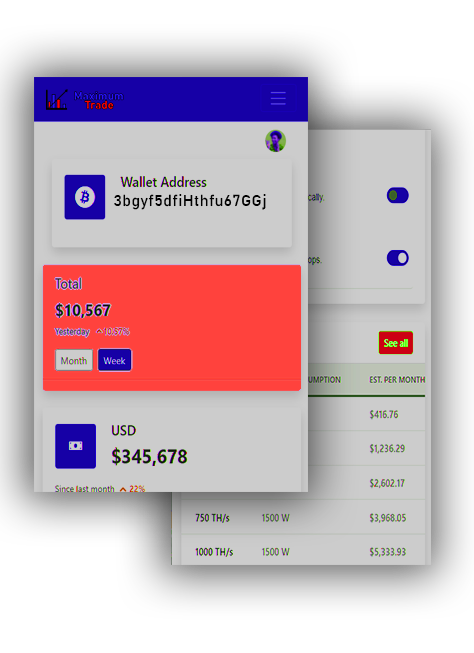 Maximum
Trade
Wallet Address
3bgyf5dfiHthfu67GGj
Total
$10,567
Yesterday 10.57%
Month Week
USD
$345,678
Since last month 22%
cally.
ops.
See all
UMPTION EST. PER MONTH
$416.76
$1,236.29
$2,602.17
750 TH/s 1500 W $3,968.05
1000 TH/s 1500 W $5,333.93